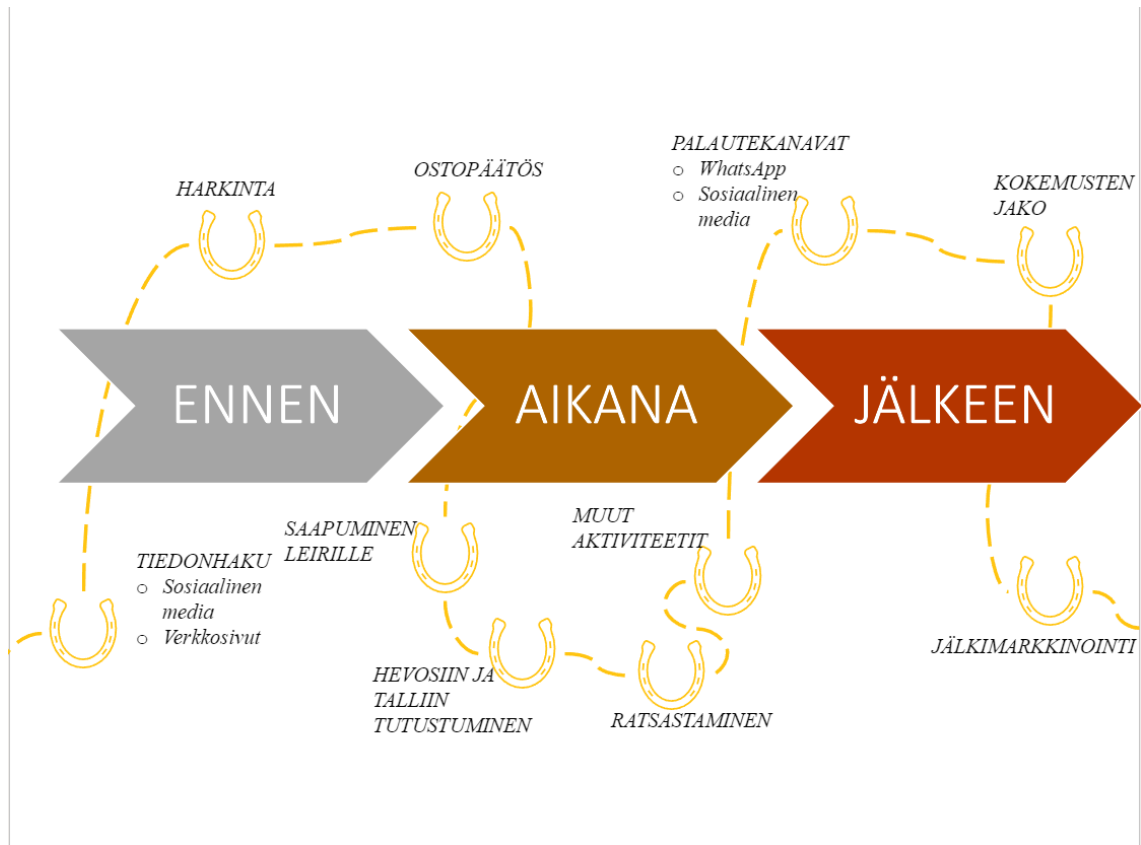 PALAUTEKANAVAT
o WhatsApp
o Sosiaalinen
media
OSTOPÄÄTÖS
HARKINTA
KOKEMUSTEN
JAKO
ENNEN
AIKANA
JÄLKEEN
TIEDONHAKU
o Sosiaalinen
media
o Verkkosivut
SAAPUMINEN
LEIRILLE
MUUT
AKTIVITEETIT
HEVOSIIN JA
TALLIIN
TUTUSTUMINEN
RATSASTAMINEN
JÄLKIMARKKINOINTI